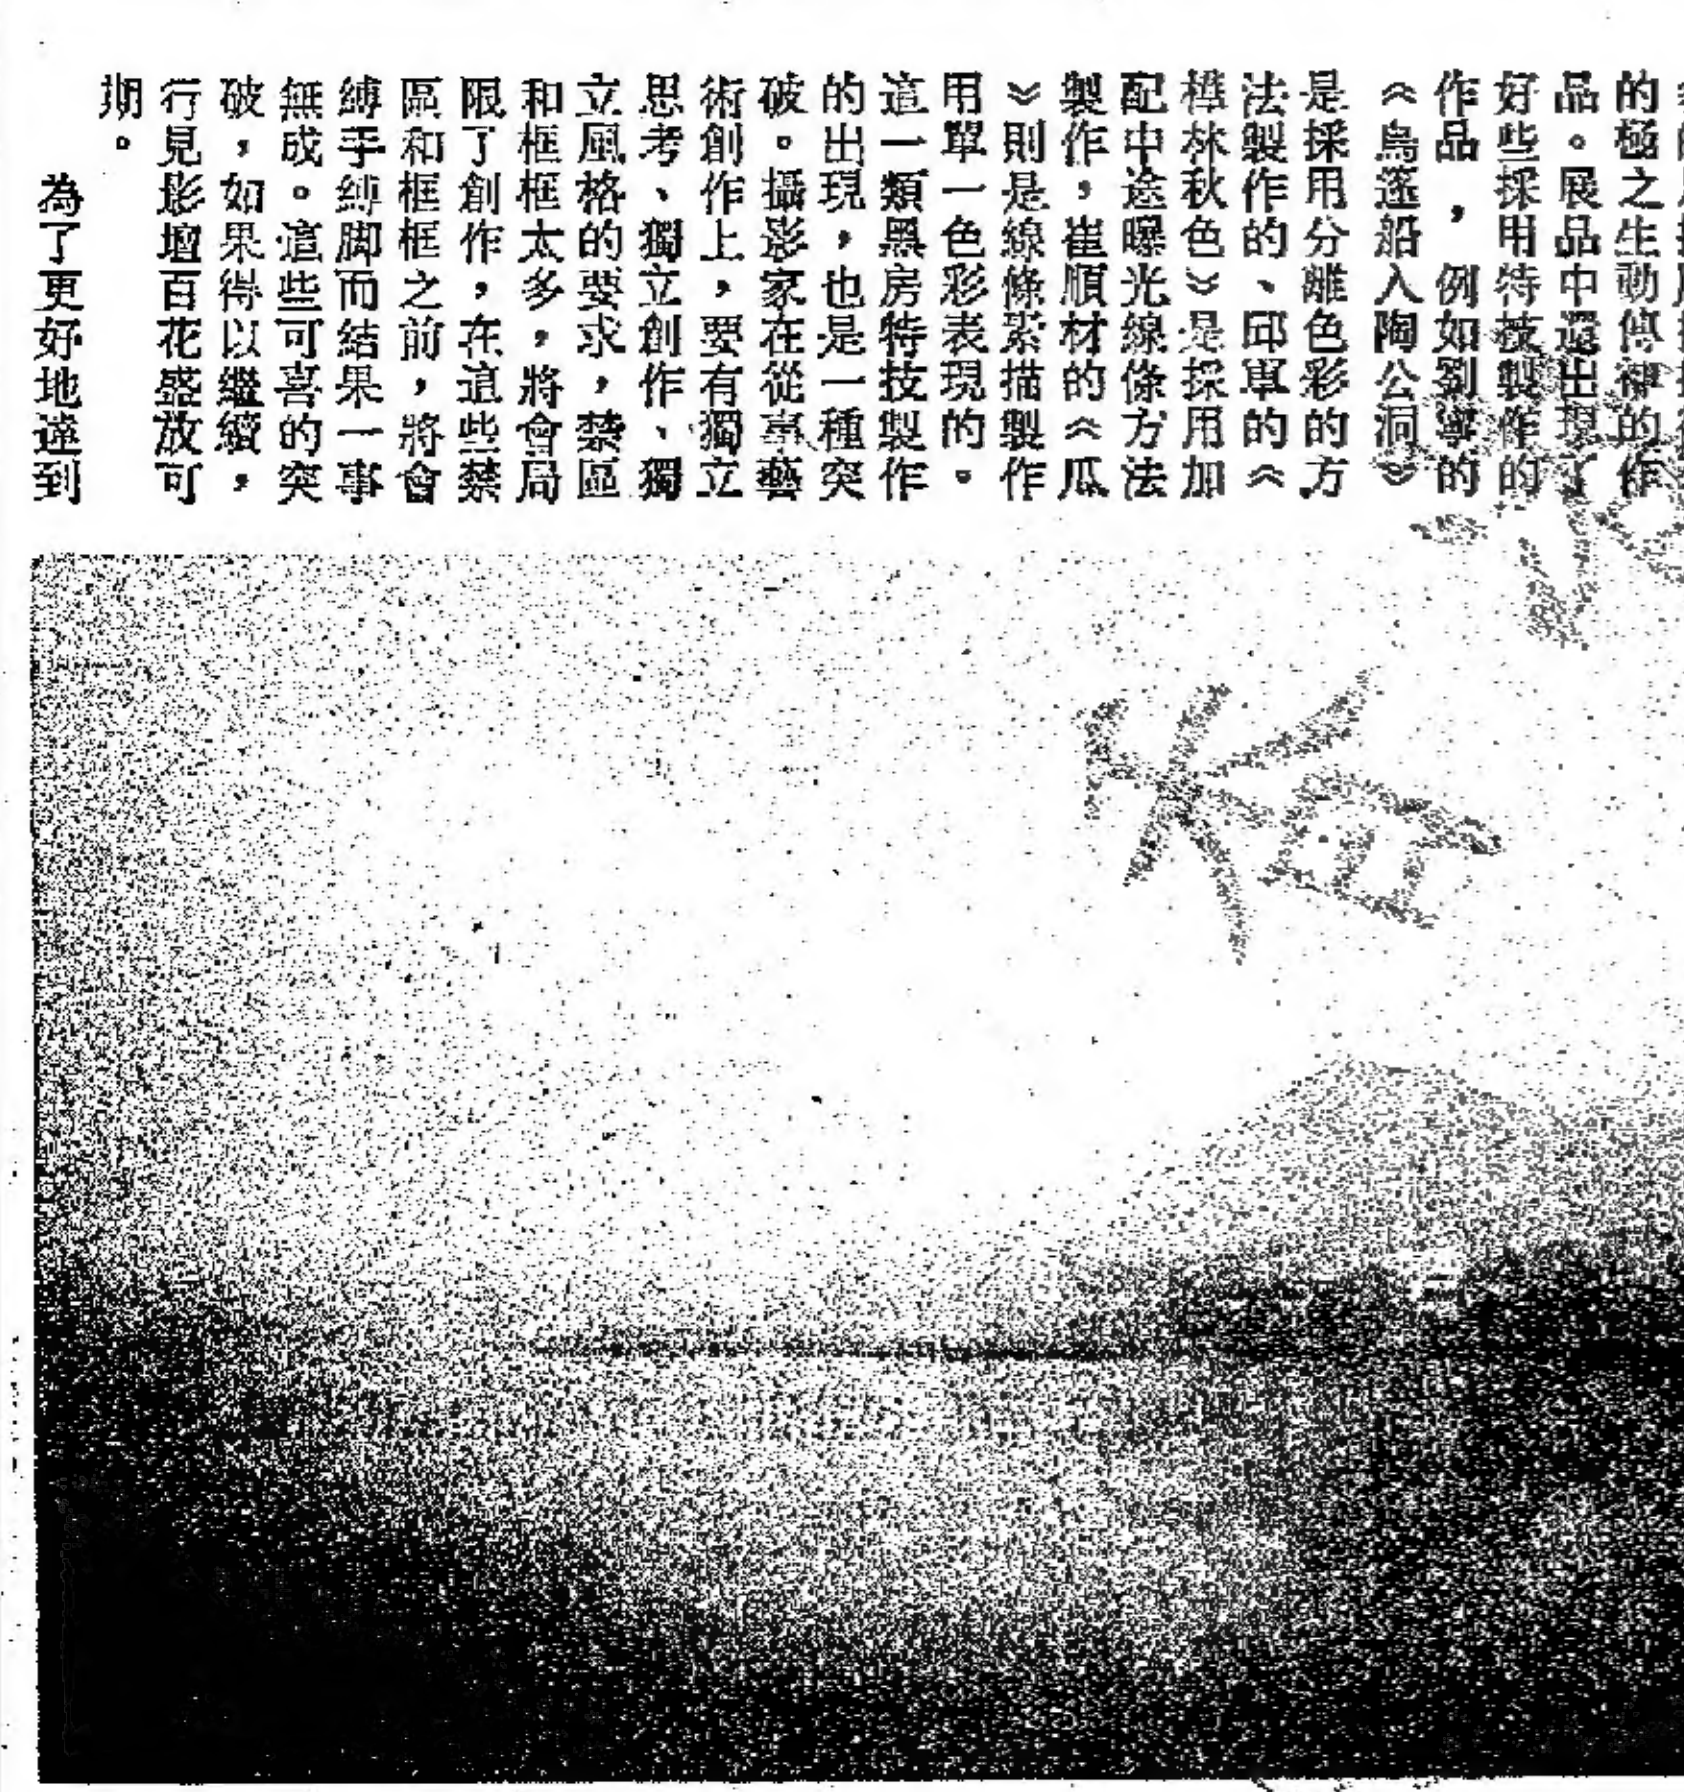 的極之生動傳神的作
品。展品中還出現了
好些採用特技製作的
作品,例如劉寧的
《烏篷船入陶公洞》
是採用分離色彩的方
法製作的、邱軍的《
樺林秋色》是採用加
配中途曝光線條方法
製作,崔順材的《瓜
》則是線條素描製作
用單一色彩表現的。
這一類黑房特技製作
的出現,也是一種突
破。攝影家在從事藝
術創作上,要有獨立
思考、獨立創作、獨
立風格的要求,禁區
和框框太多,將會局
限了創作,在這些禁
區和框框之前,將會
縛手縛脚而結果一事
無成。這些可喜的突
破,如果得以繼續,
行見影壇百花盛放可
期。
為了更好地達到